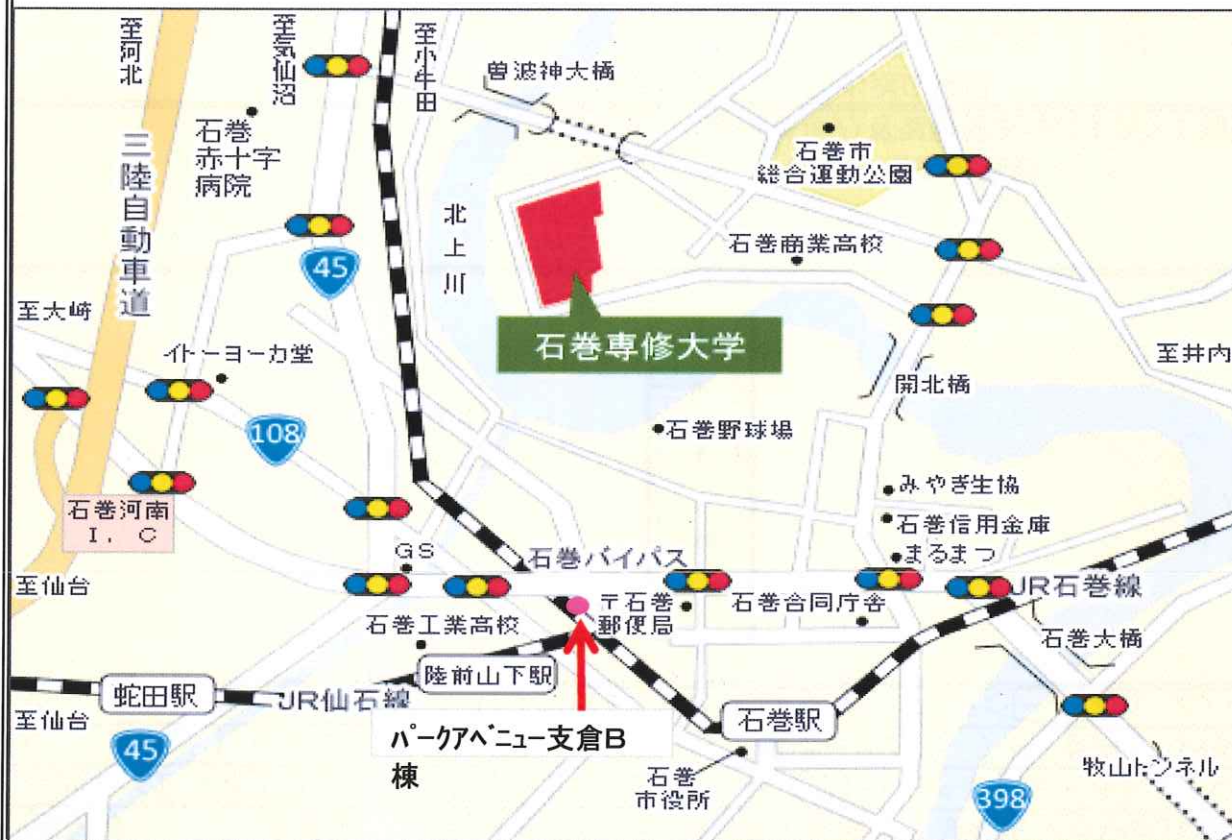 至阿北
至気仙沼
至小牛田
曽波神大橋
石巻
赤十字
病院
石巻市
総合運動公園
三陸自動車道
北上川
石巻商業高校
45
至大崎
石巻専修大学
イトーヨーカ堂
至井内
開北橋
108
石巻野球場
みやぎ生協
石巻河南
I. C
石巻信用金庫
GS
石巻バイパス
まるまつ
至仙台
JR石巻線
〒石巻
郵便局
石巻合同庁舎
石巻工業高校
石巻大橋
陸前山下駅
蛇田駅
JR仙石線
石巻駅
至仙台
パークアベニュー支倉B
棟
45
石巻
市役所
牧山トンネル
398